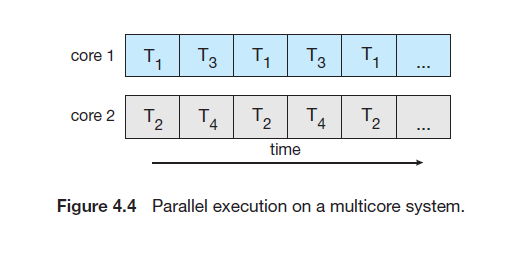 core 1 T1 T3 T1 T3 T1 ...
core 2 T2 T4 T2 T4 T2 ...
time
Figure 4.4 Parallel execution on a multicore system.